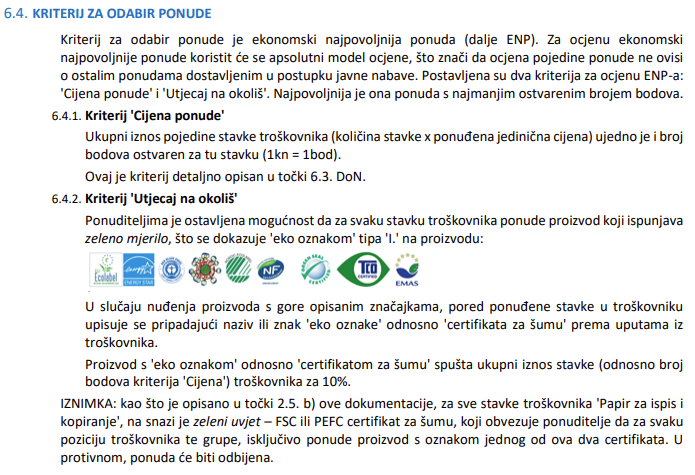 6.4. KRITERIJ ZA ODABIR PONUDE
Kriterij za odabir ponude je ekonomski najpovoljnija ponuda (dalje ENP). Za ocjenu ekonomski
najpovoljnije ponude koristit će se apsolutni model ocjene, što znači da ocjena pojedine ponude ne ovisi
o ostalim ponudama dostavljenim u postupku javne nabave. Postavljena su dva kriterija za ocjenu ENP-a:
'Cijena ponude' i 'Utjecaj na okoliš'. Najpovoljnija je ona ponuda s najmanjim ostvarenim brojem bodova.
6.4.1. Kriterij 'Cijena ponude'
Ukupni iznos pojedine stavke troškovnika (količina stavke x ponuđena jedinična cijena) ujedno je i broj
bodova ostvaren za tu stavku (1kn = 1bod).
Ovaj je kriterij detaljno opisan u točki 6.3. DoN.
6.4.2. Kriterij 'Utjecaj na okoliš'
Ponuditeljima je ostavljena mogućnost da za svaku stavku troškovnika ponude proizvod koji ispunjava
zeleno mjerilo, što se dokazuje 'eko oznakom' tipa 'I.' na proizvodu:
Ecolabel ENERGY STAR NF TCO CERTIFIED EMAS
U slučaju nuđenja proizvoda s gore opisanim značajkama, pored ponuđene stavke u troškovniku
upisuje se pripadajući naziv ili znak 'eko oznake' odnosno 'certifikata za šumu' prema uputama iz
troškovnika.
Proizvod s 'eko oznakom' odnosno 'certifikatom za šumu' spušta ukupni iznos stavke (odnosno broj
bodova kriterija 'Cijena') troškovnika za 10%.
IZNIMKA: kao što je opisano u točki 2.5. b) ove dokumentacije, za sve stavke troškovnika 'Papir za ispis i
kopiranje', na snazi je zeleni uvjet – FSC ili PEFC certifikat za šumu, koji obvezuje ponuditelje da za svaku
poziciju troškovnika te grupe, isključivo ponude proizvod s oznakom jednog od ova dva certifikata. U
protivnom, ponuda će biti odbijena.